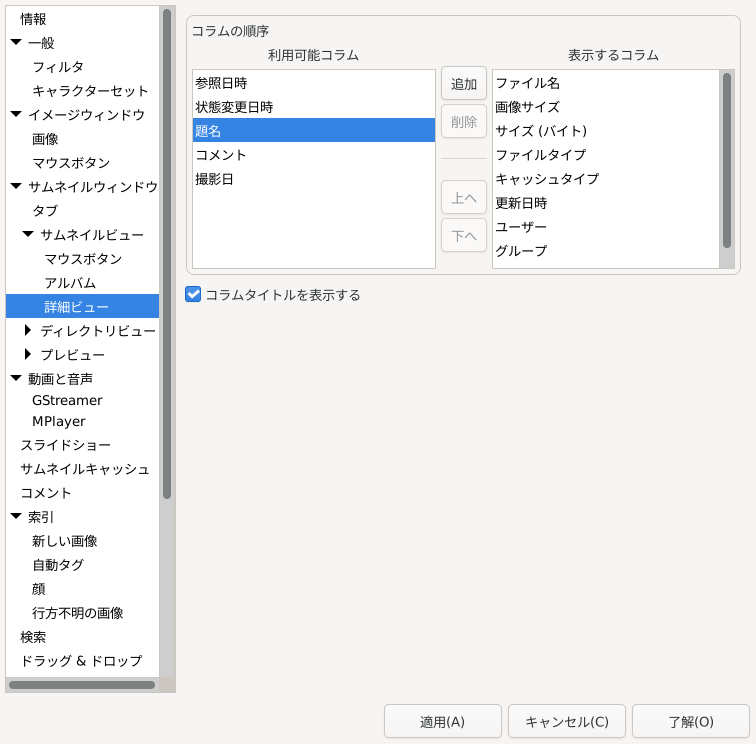 情報
一般
フィルタ
キャラクターセット
イメージウィンドウ
画像
マウスボタン
サムネイルウィンドウ
タブ
サムネイルビュー
マウスボタン
アルバム
詳細ビュー
ディレクトリビュー
プレビュー
動画と音声
GStreamer
MPlayer
スライドショー
サムネイルキャッシュ
コメント
索引
新しい画像
自動タグ
顔
行方不明の画像
検索
ドラッグ & ドロップ
コラムの順序
利用可能コラム
参照日時
状態変更日時
題名
コメント
撮影日
追加
削除
上へ
下へ
表示するコラム
ファイル名
画像サイズ
サイズ (バイト)
ファイルタイプ
キャッシュタイプ
更新日時
ユーザー
グループ
コラムタイトルを表示する
適用(A)
キャンセル(C)
了解(O)